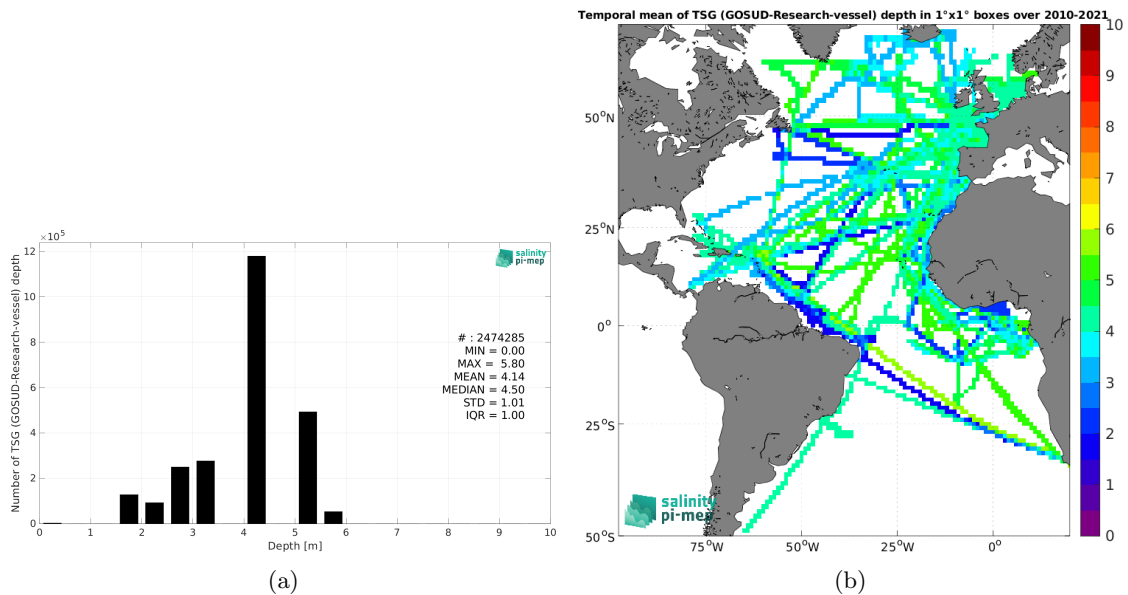 ×10⁵
12
10
8
6
4
2
0
Number of TSG (GOSUD-Research-vessel) depth
salinity
pi-mep
# : 2474285
MIN = 0.00
MAX = 5.80
MEAN = 4.14
MEDIAN = 4.50
STD = 1.01
IQR = 1.00
0 1 2 3 4 5 6 7 8 9 10
Depth [m]
(a)
Temporal mean of TSG (GOSUD-Research-vessel) depth in 1°x1° boxes over 2010-2021
50°N
25°N
0°
25°S
50°S
75°W 50°W 25°W 0°
salinity
pi-mep
10
9
8
7
6
5
4
3
2
1
0
(b)